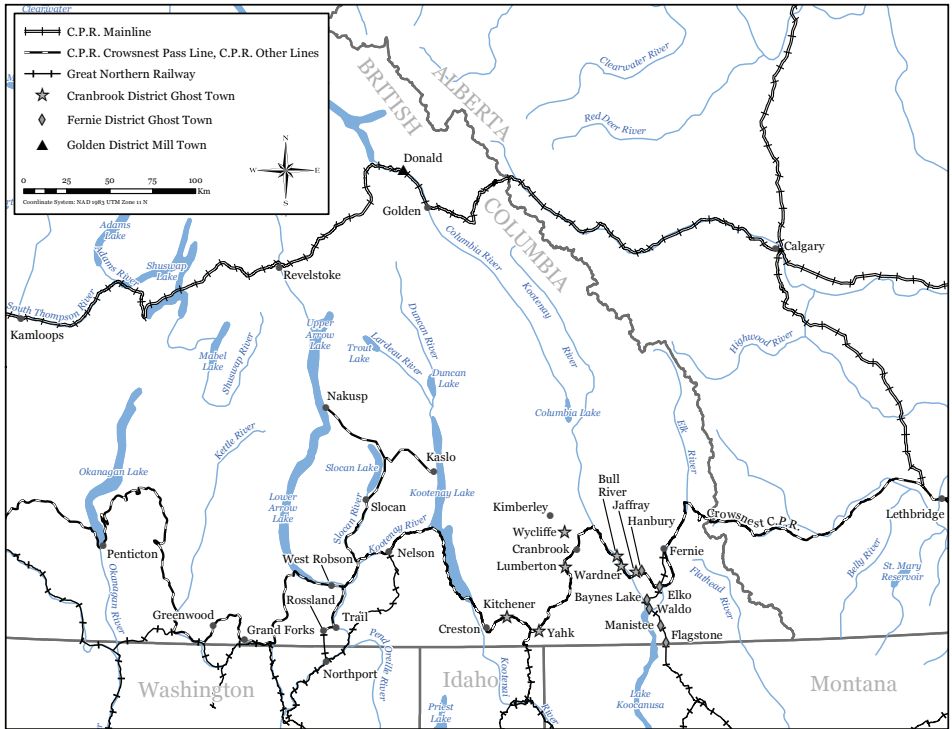 Clearwater
C.P.R. Mainline
C.P.R. Crowsnest Pass Line, C.P.R. Other Lines
Great Northern Railway
Cranbrook District Ghost Town
Fernie District Ghost Town
Golden District Mill Town
N
W
E
S
0 25 50 75 100
Km
Coordinate System: NAD 1983 UTM Zone 11 N
BRITISH
COLUMBIA
ALBERTA
Clearwater River
Red Deer River
Donald
Golden
Columbia River
Kootenay
River
Calgary
Adams
Lake
Adams River
Shuswap
Lake
Revelstoke
South Thompson River
Kamloops
Mabel
Lake
Shuswap River
Upper
Arrow
Lake
Trout
Lake
Lardeau River
Duncan River
Duncan
Lake
Highwood River
Columbia Lake
Nakusp
Elk
River
Kettle River
Okanagan Lake
Slocan Lake
Kaslo
Kootenay Lake
Lower
Arrow
Lake
Slocan
Slocan River
Kootenay River
Bull
River
Jaffray
Hanbury
Kimberley
Wycliffe
Cranbrook
Lumberton
Wardner
Crowsnest C.P.R.
Lethbridge
Penticton
Okanagan River
West Robson
Nelson
Fernie
Belly River
St. Mary
Reservoir
Flathead River
Rossland
Trail
Baynes Lake
Elko
Waldo
Manistee
Flagstone
Greenwood
Grand Forks
Kitchener
Creston
Yahk
Pend Oreille River
Northport
Washington
Idaho
Montana
Kootenai
River
Priest
Lake
Lake
Koocanusa